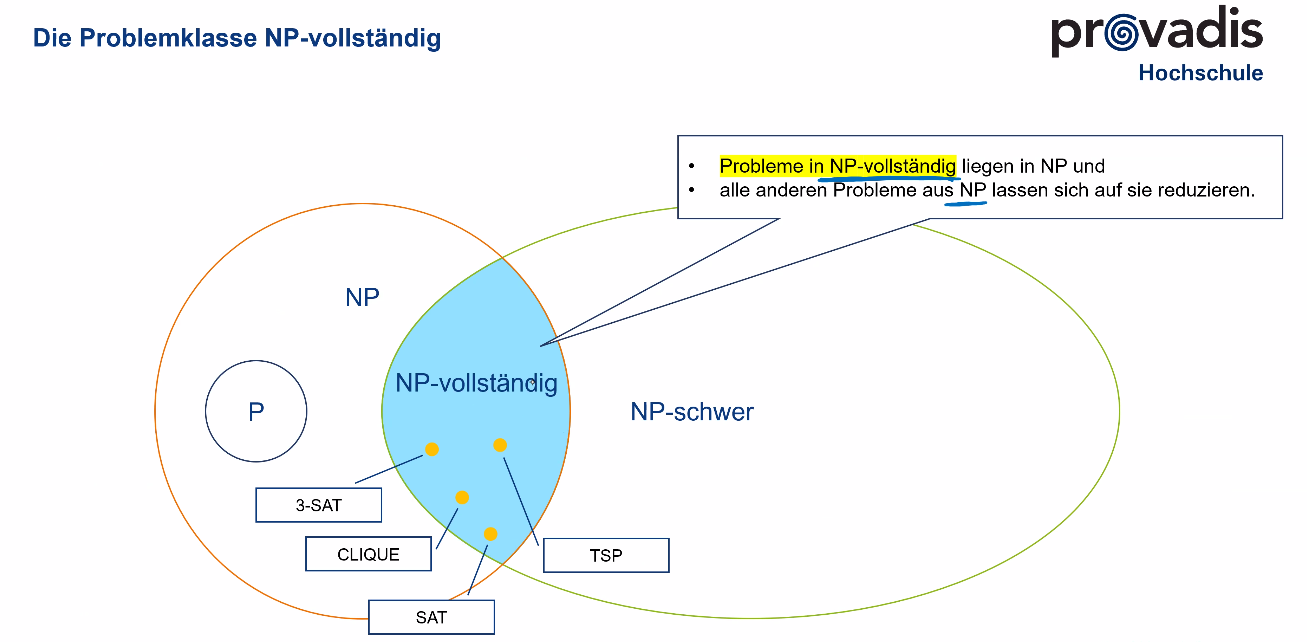 Die Problemklasse NP-vollständig
provadis
Hochschule
• Probleme in NP-vollständig liegen in NP und
• alle anderen Probleme aus NP lassen sich auf sie reduzieren.
NP
NP-vollständig
P
NP-schwer
3-SAT
CLIQUE
TSP
SAT